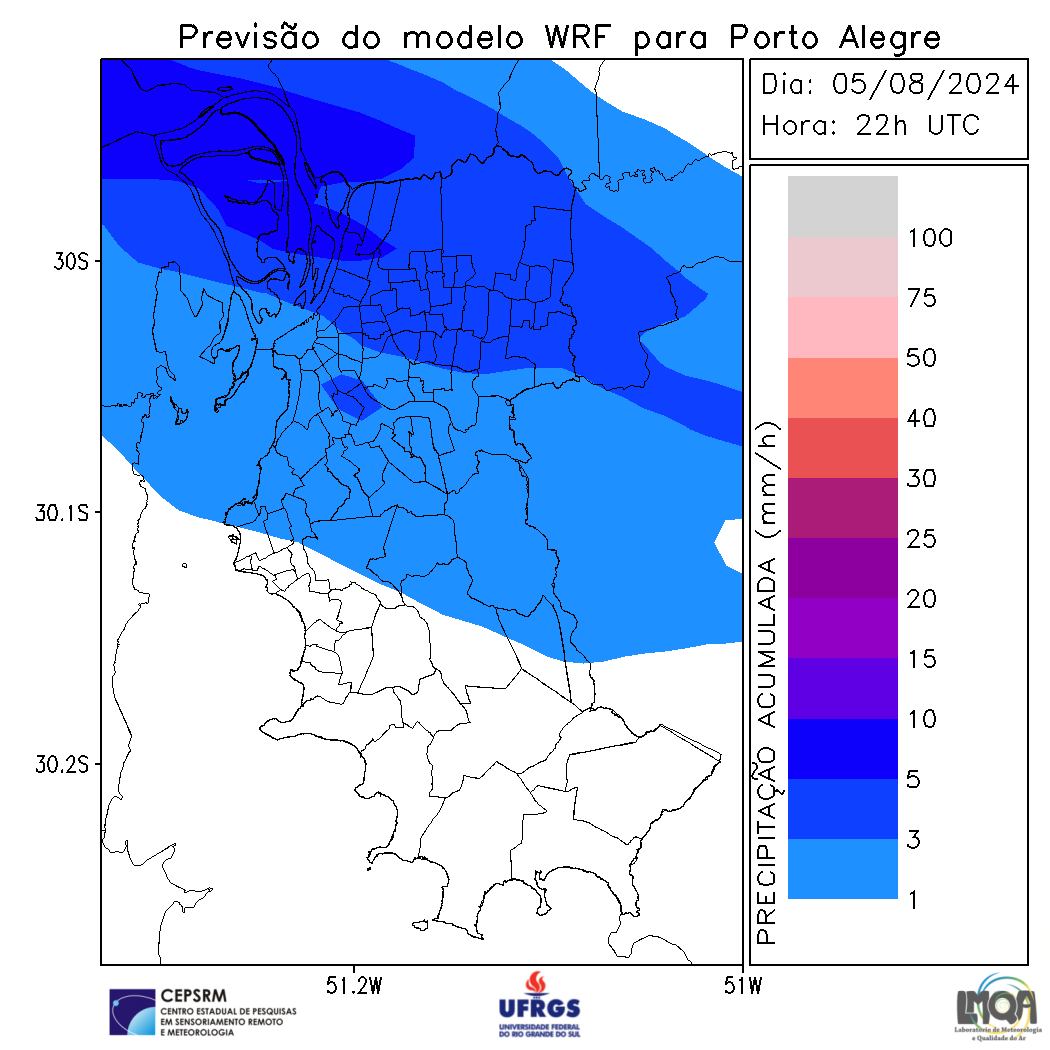 Previsão do modelo WRF para Porto Alegre
Dia: 05/08/2024
Hora: 22h UTC
30S
30.1S
30.2S
51.2W
51W
PRECIPITAÇÃO ACUMULADA (mm/h)
100
75
50
40
30
25
20
15
10
5
3
1
CEPSRM
CENTRO ESTADUAL DE PESQUISAS
EM SENSORIAMENTO REMOTO
E METEOROLOGIA
UFRGS
UNIVERSIDADE FEDERAL
DO RIO GRANDE DO SUL
LMQA
Laboratório de Meteorologia
e Qualidade do Ar